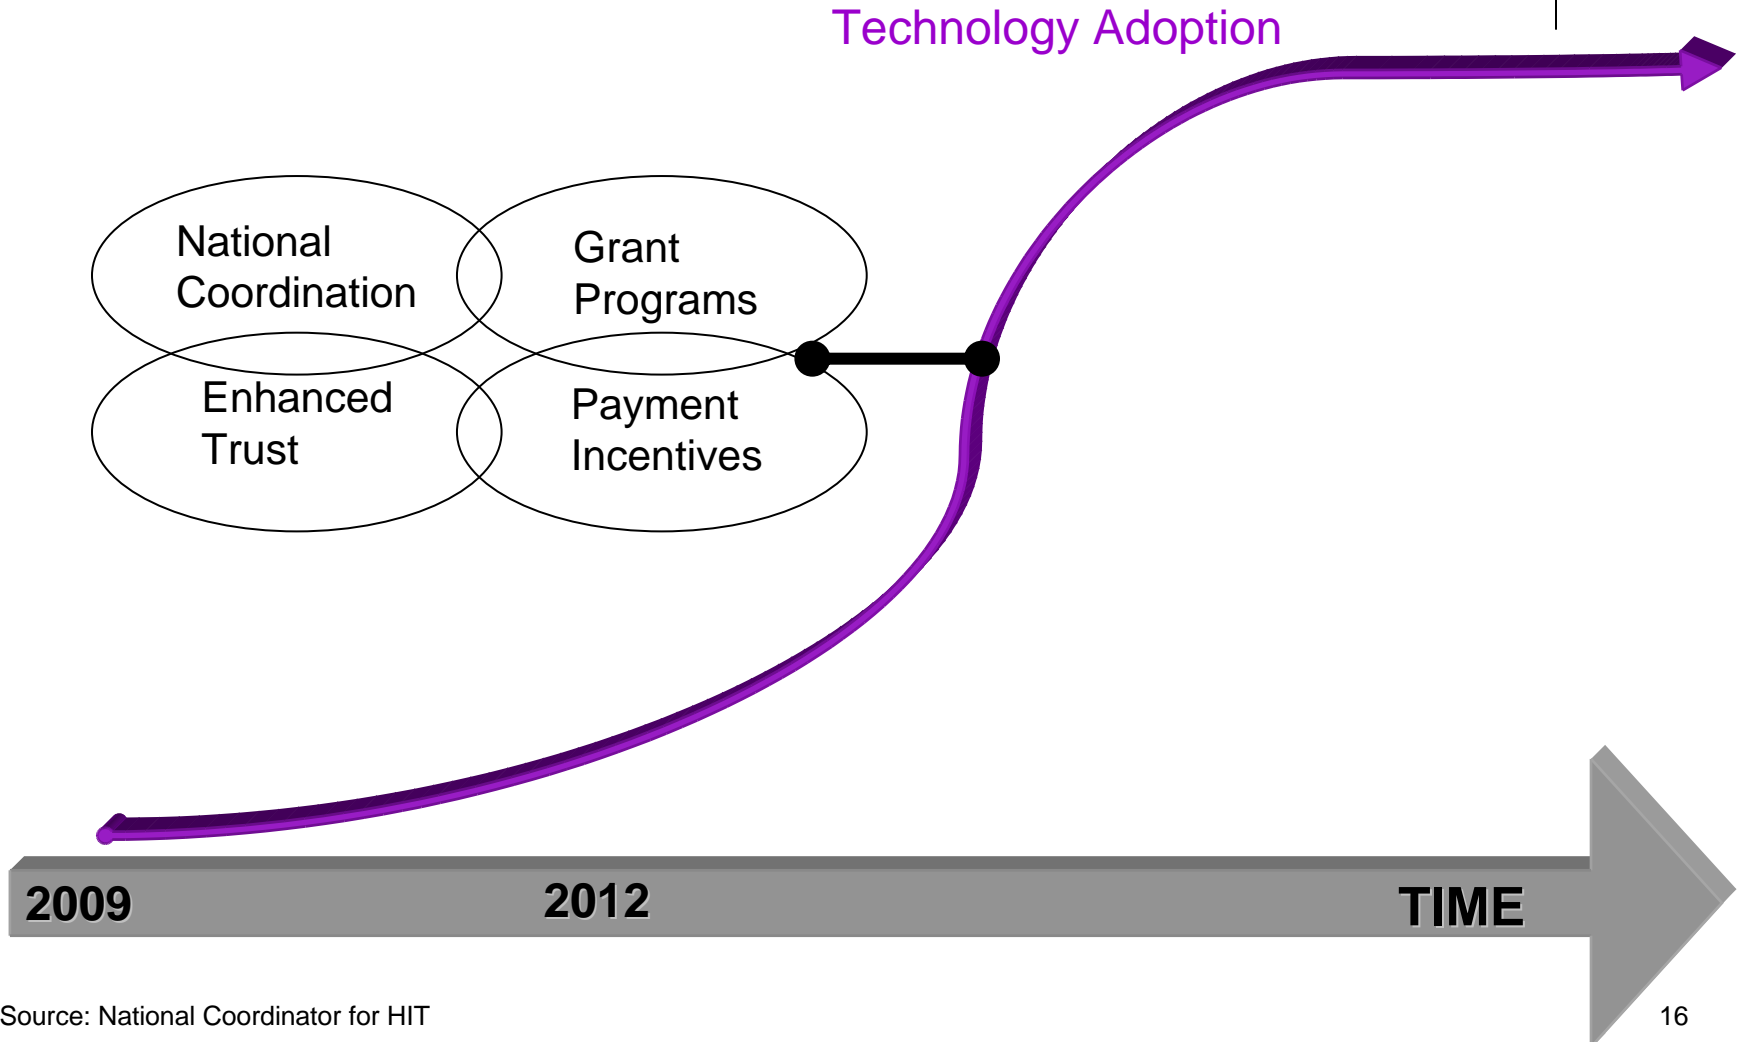 Technology Adoption
National
Coordination
Grant
Programs
Enhanced
Trust
Payment
Incentives
2009
2012
TIME
Source: National Coordinator for HIT
16